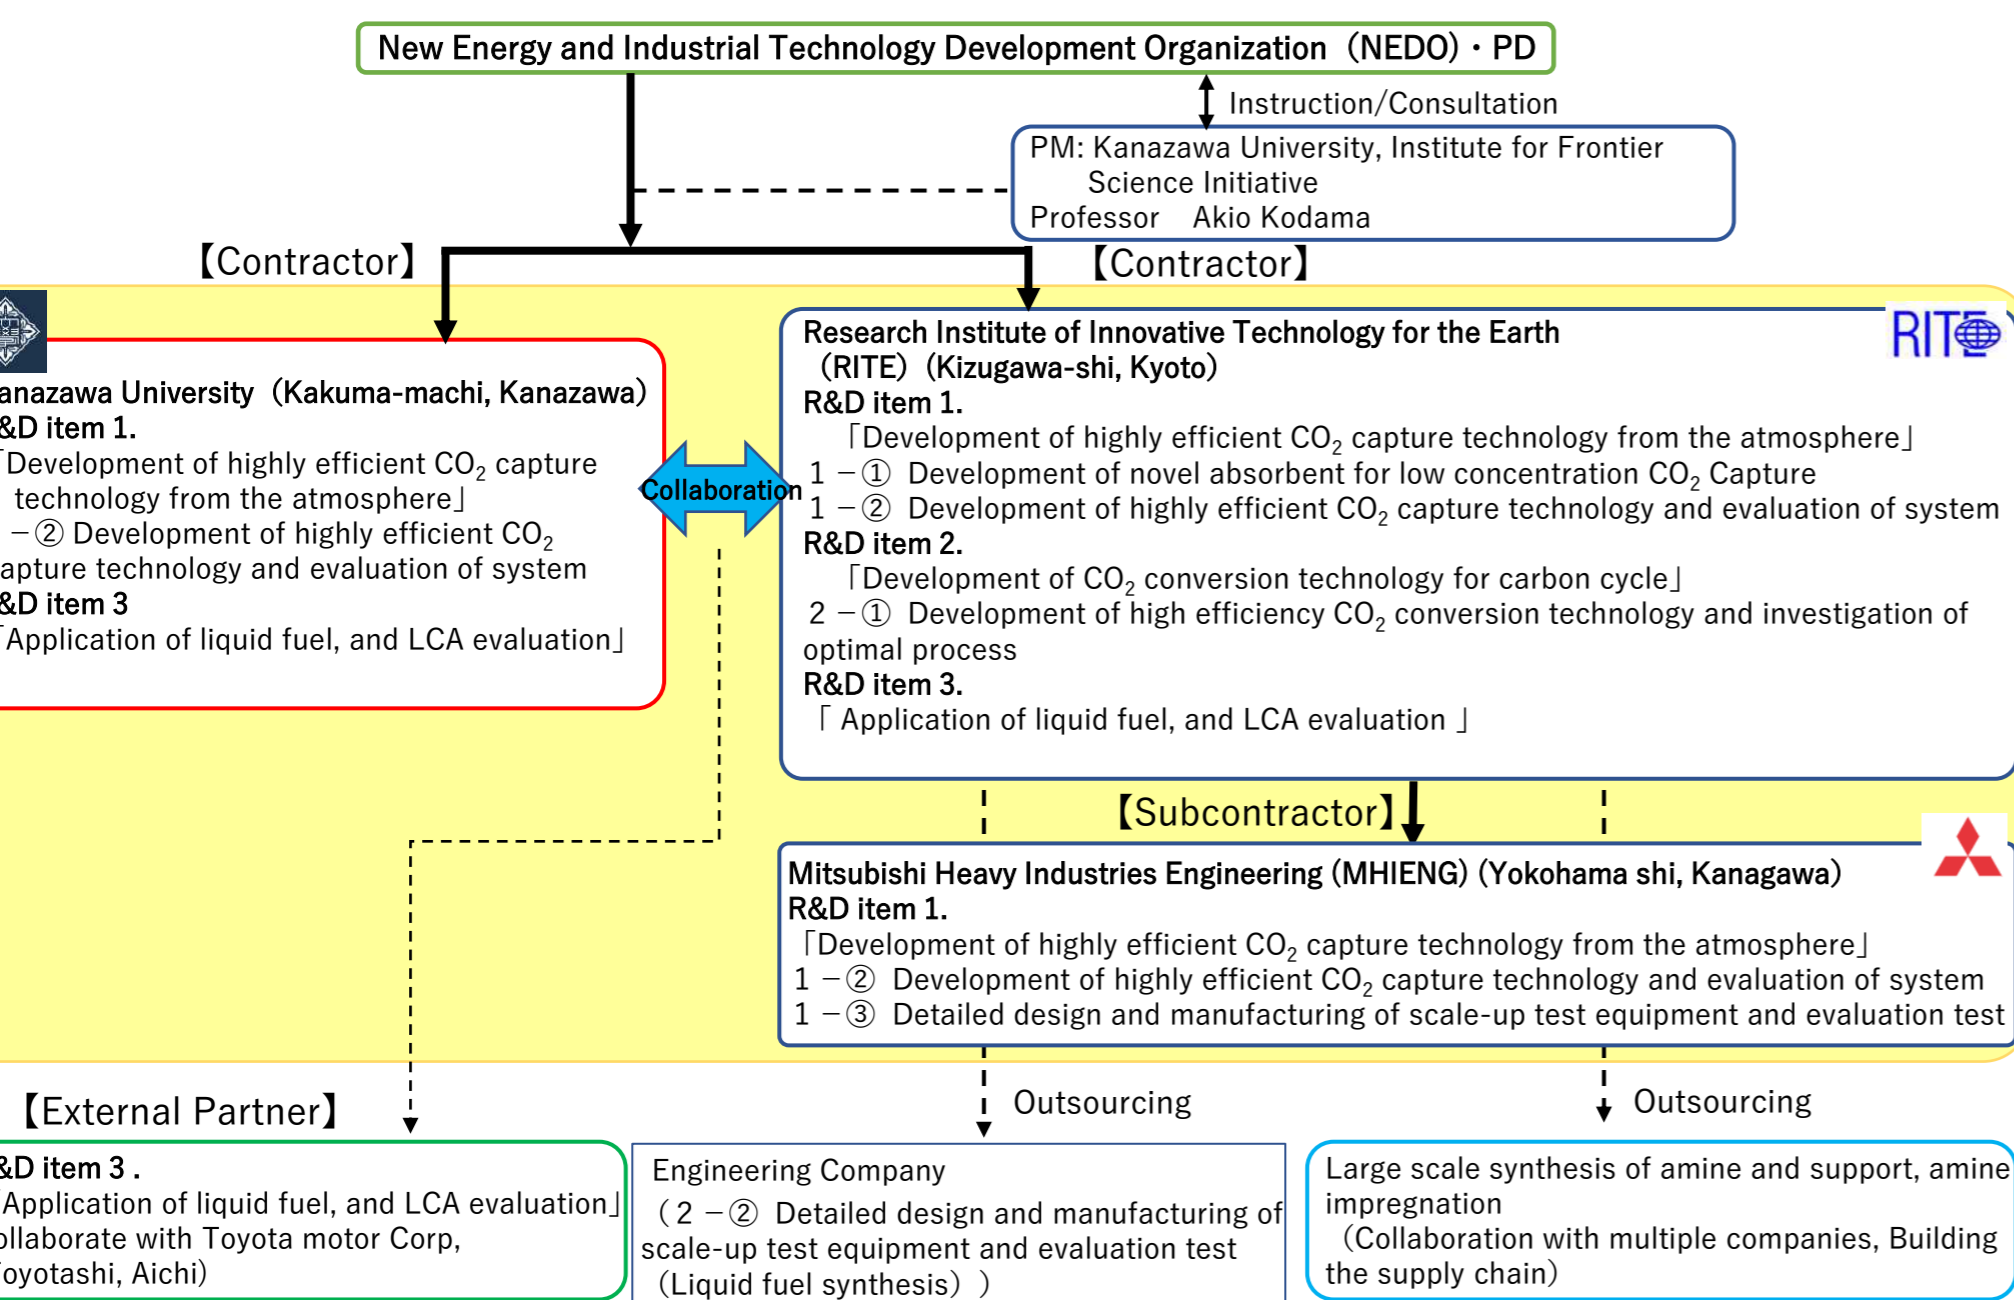 New Energy and Industrial Technology Development Organization（NEDO）・PD
Instruction/Consultation
PM: Kanazawa University, Institute for Frontier
Science Initiative
Professor　Akio Kodama
【Contractor】
【Contractor】
anazawa University（Kakuma-machi, Kanazawa）
&D item 1.
「Development of highly efficient CO₂ capture
technology from the atmosphere」
－② Development of highly efficient CO₂
apture technology and evaluation of system
&D item 3
「Application of liquid fuel, and LCA evaluation」
Collaboration
RITE
Research Institute of Innovative Technology for the Earth
（RITE）（Kizugawa-shi, Kyoto）
R&D item 1.
「Development of highly efficient CO₂ capture technology from the atmosphere」
1－① Development of novel absorbent for low concentration CO₂ Capture
1－② Development of highly efficient CO₂ capture technology and evaluation of system
R&D item 2.
「Development of CO₂ conversion technology for carbon cycle」
2－① Development of high efficiency CO₂ conversion technology and investigation of
optimal process
R&D item 3.
「 Application of liquid fuel, and LCA evaluation 」
【Subcontractor】
Mitsubishi Heavy Industries Engineering (MHIENG) (Yokohama shi, Kanagawa)
R&D item 1.
「Development of highly efficient CO₂ capture technology from the atmosphere」
1－② Development of highly efficient CO₂ capture technology and evaluation of system
1－③ Detailed design and manufacturing of scale-up test equipment and evaluation test
【External Partner】
Outsourcing
Outsourcing
&D item 3 .
Application of liquid fuel, and LCA evaluation」
ollaborate with Toyota motor Corp,
oyotashi, Aichi）
Engineering Company
（2－② Detailed design and manufacturing of
scale-up test equipment and evaluation test
（Liquid fuel synthesis））
Large scale synthesis of amine and support, amine
impregnation
（Collaboration with multiple companies, Building
the supply chain）